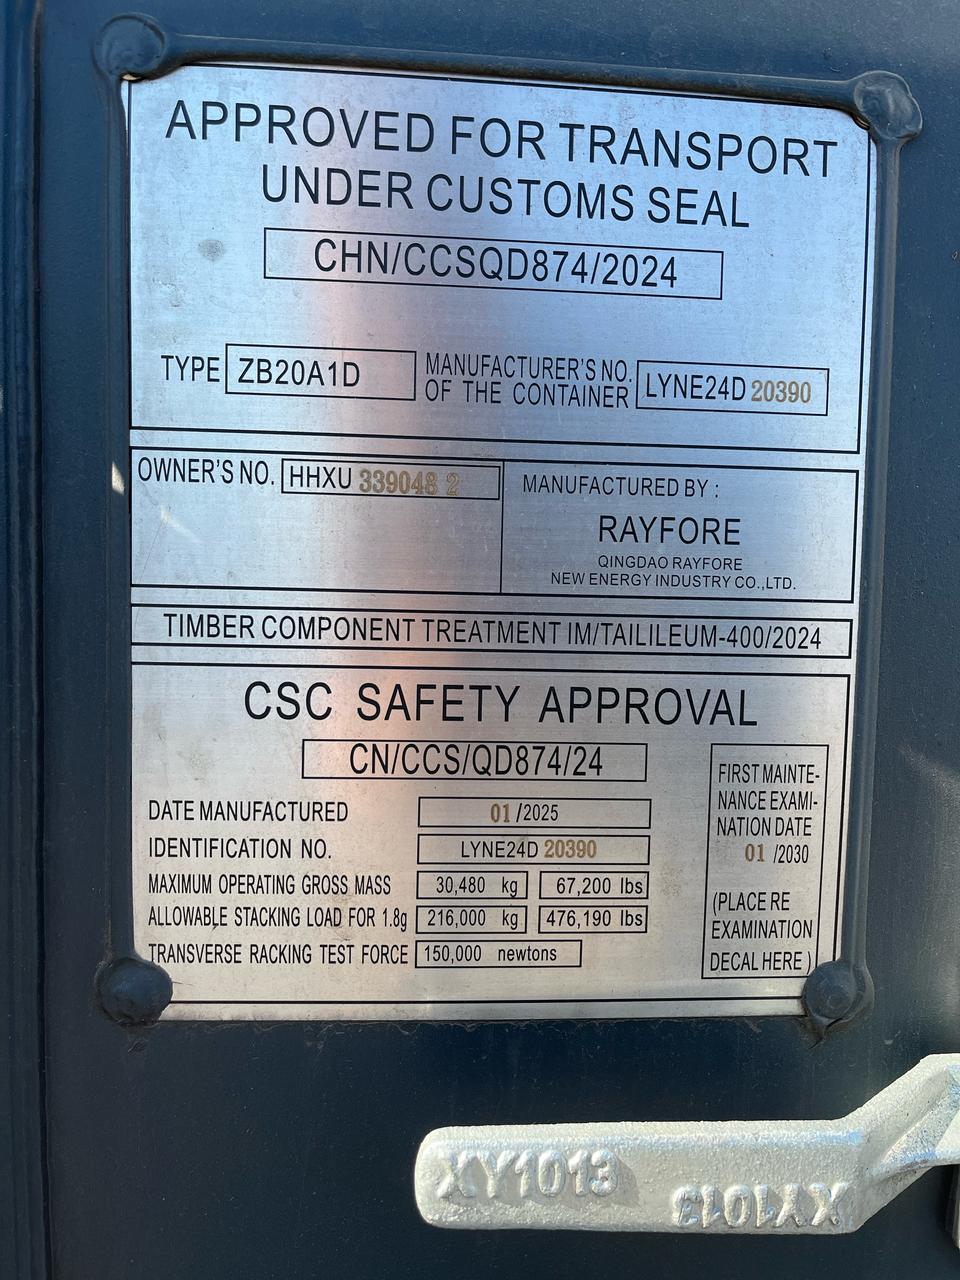 APPROVED FOR TRANSPORT
UNDER CUSTOMS SEAL
CHN/CCSQD874/2024
TYPE ZB20A1D MANUFACTURER'S NO. OF THE CONTAINER LYNE24D 20390
OWNER'S NO. HHXU 339048 2
MANUFACTURED BY :
RAYFORE
QINGDAO RAYFORE
NEW ENERGY INDUSTRY CO.,LTD.
TIMBER COMPONENT TREATMENT IM/TAILILEUM-400/2024
CSC SAFETY APPROVAL
CN/CCS/QD874/24
DATE MANUFACTURED 01 /2025
IDENTIFICATION NO. LYNE24D 20390
MAXIMUM OPERATING GROSS MASS 30,480 kg 67,200 lbs
ALLOWABLE STACKING LOAD FOR 1.8g 216,000 kg 476,190 lbs
TRANSVERSE RACKING TEST FORCE 150,000 newtons
FIRST MAINTE-
NANCE EXAMI-
NATION DATE
01 /2030
(PLACE RE
EXAMINATION
DECAL HERE )
XY1013
XY1013